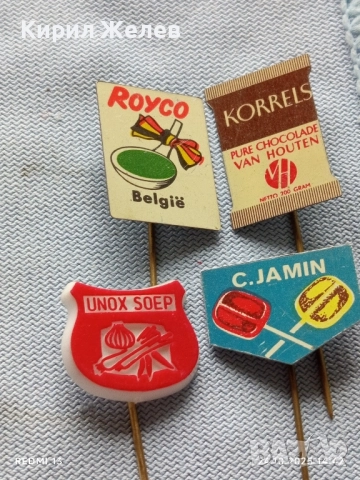 Кирил Желев
ROYCO
België
KORRELS
PURE CHOCOLADE
VAN HOUTEN
VH
NETTO 200 GRAM
UNOX SOEP
C.JAMIN
REDMI 13